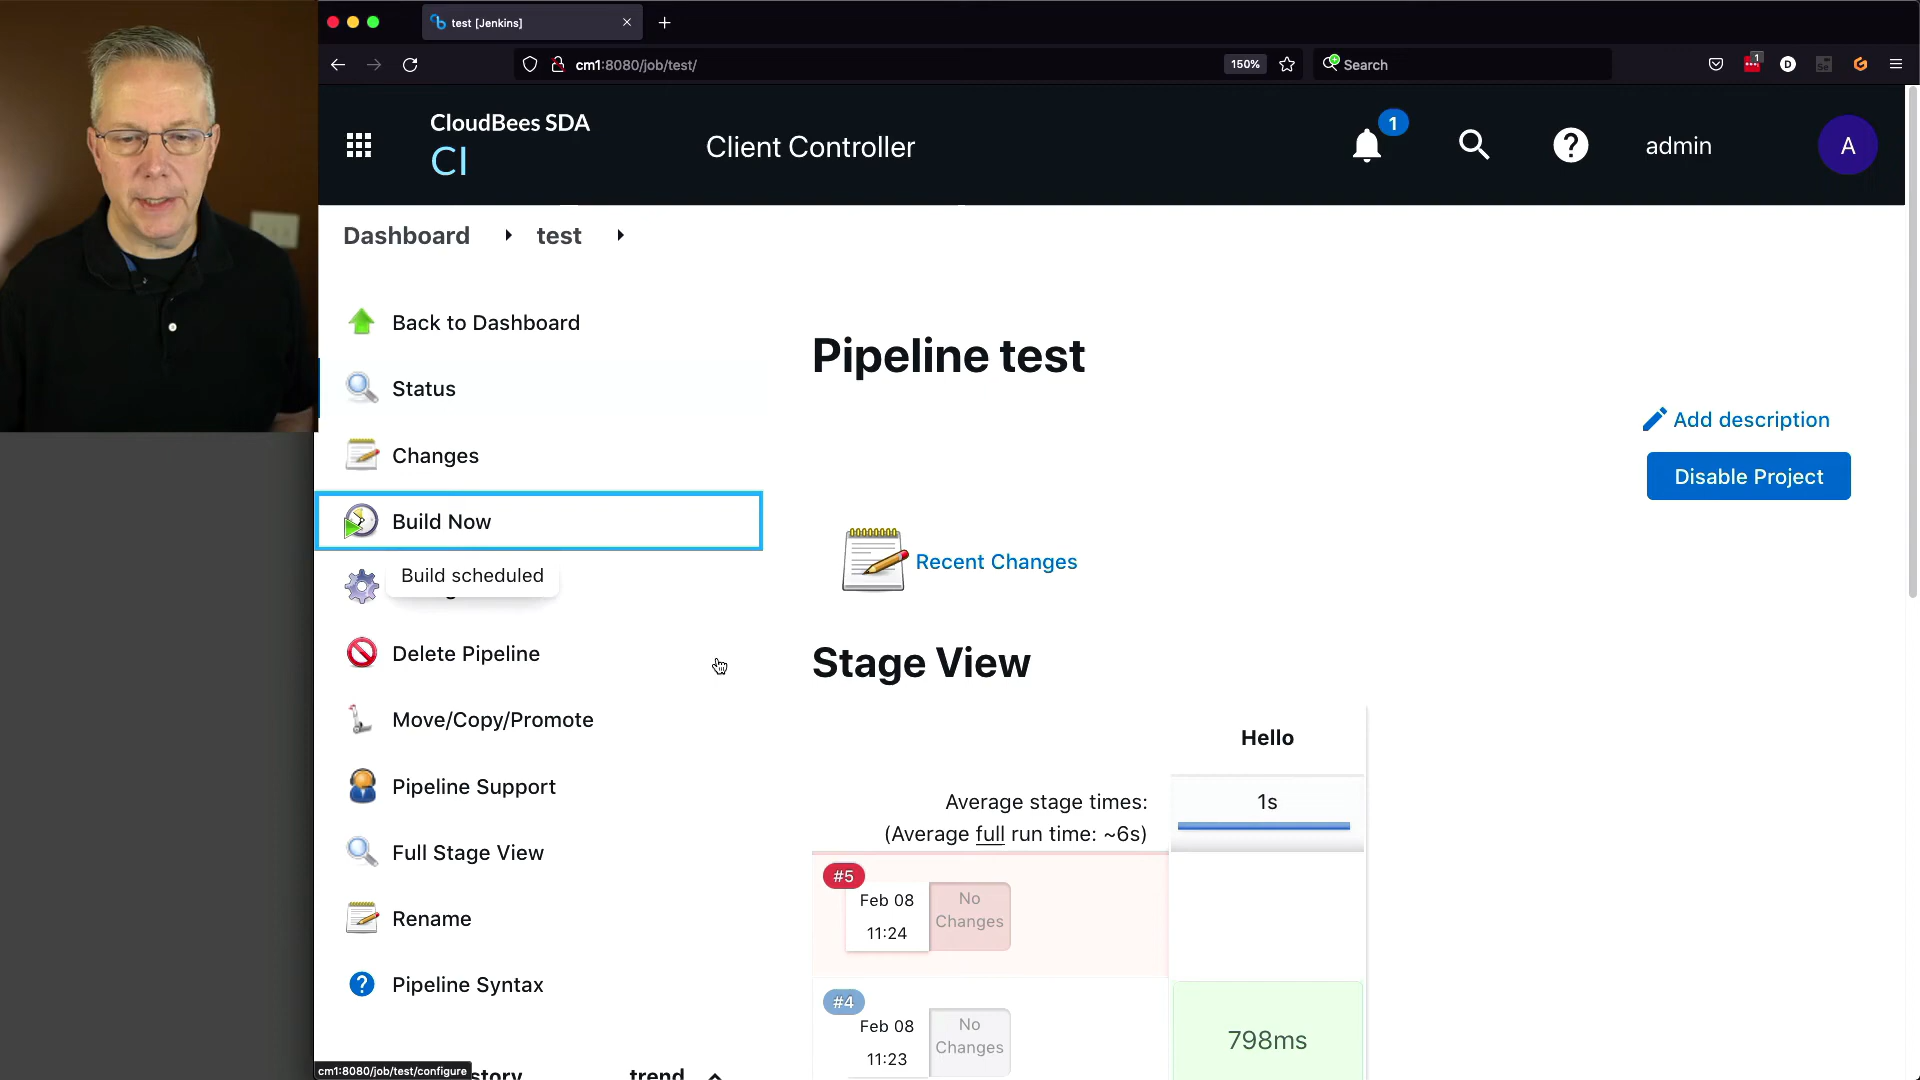 test [Jenkins]
cm1:8080/job/test/
150%
Search
1
D
CloudBees SDA
CI
Client Controller
1
admin
A
Dashboard
test
Back to Dashboard
Status
Changes
Build Now
Build scheduled
Delete Pipeline
Move/Copy/Promote
Pipeline Support
Full Stage View
Rename
Pipeline Syntax
trend
cm1:8080/job/test/configure
Pipeline test
Add description
Disable Project
Recent Changes
Stage View
Hello
Average stage times:
(Average full run time: ~6s)
1s
#5
Feb 08
11:24
No
Changes
#4
Feb 08
11:23
No
Changes
798ms